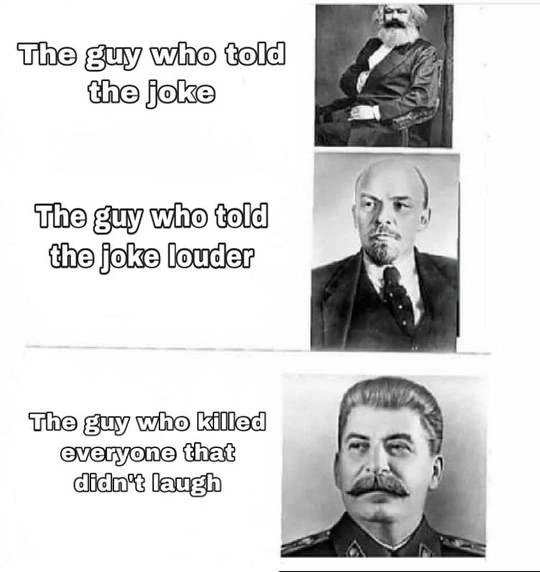 The guy who told
the joke
The guy who told
the joke louder
The guy who killed
everyone that
didn't laugh